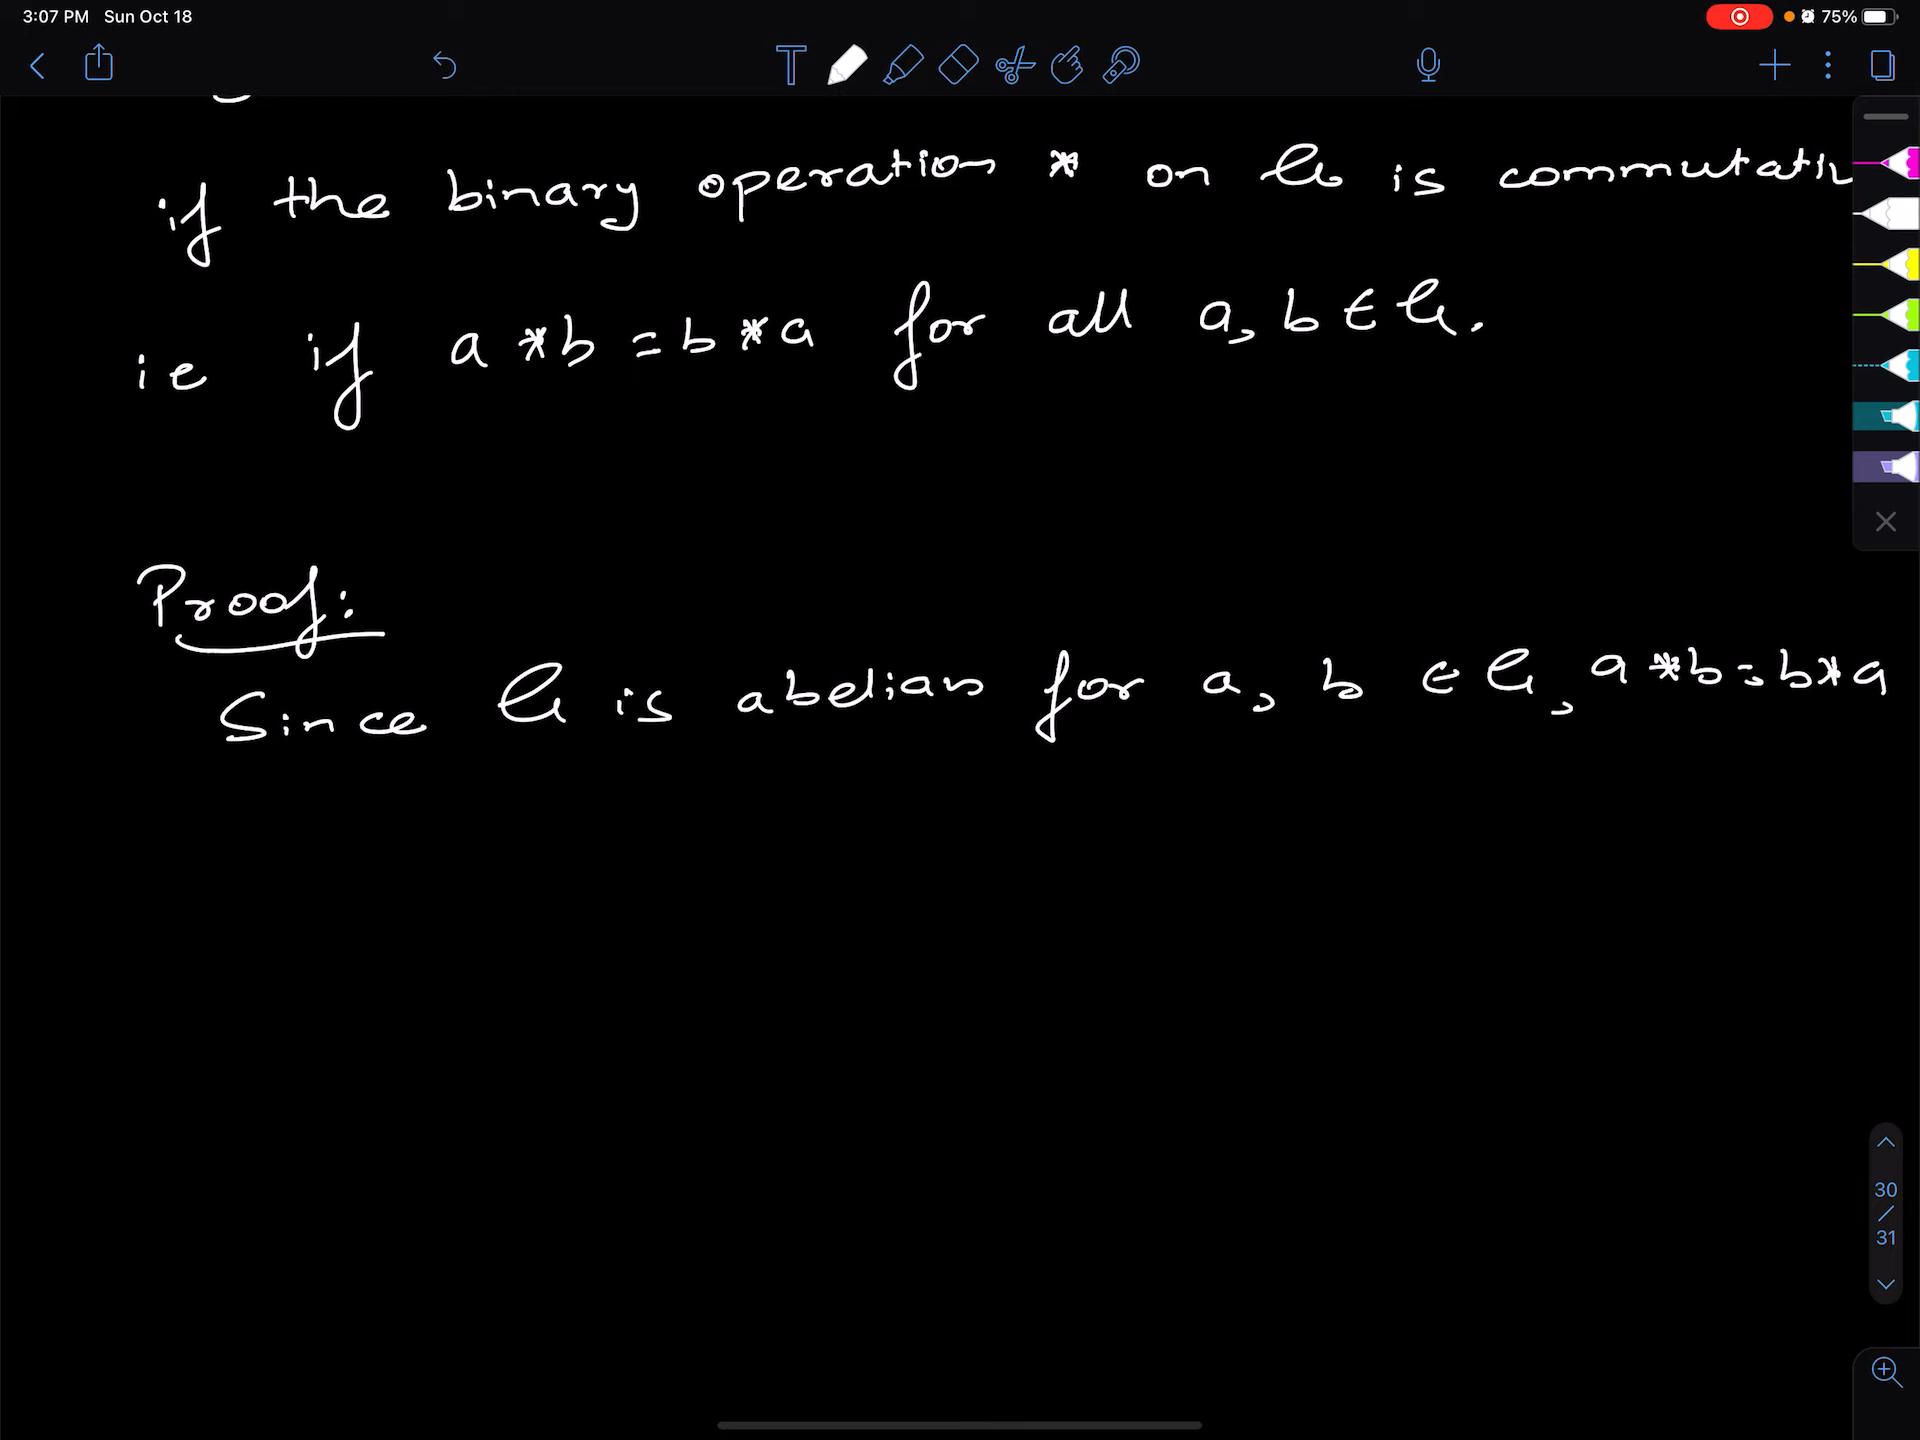 3:07 PM Sun Oct 18
75%
if the binary operation * on G is commutativ
ie if a * b = b * a for all a, b ∈ G.
Proof:
Since G is abelian for a, b ∈ G, a * b = b * a
30
/
31